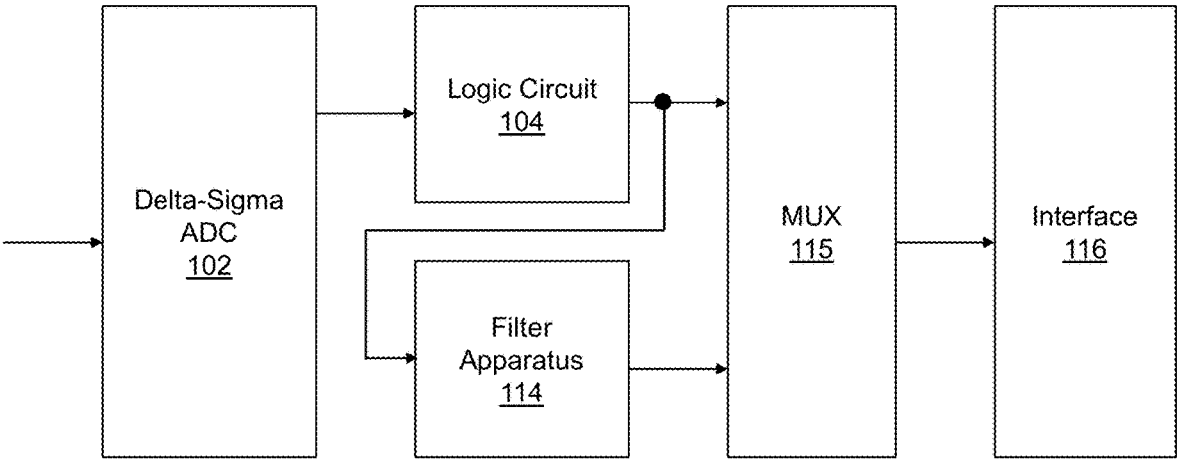 Delta-Sigma
ADC
102
Logic Circuit
104
Filter
Apparatus
114
MUX
115
Interface
116